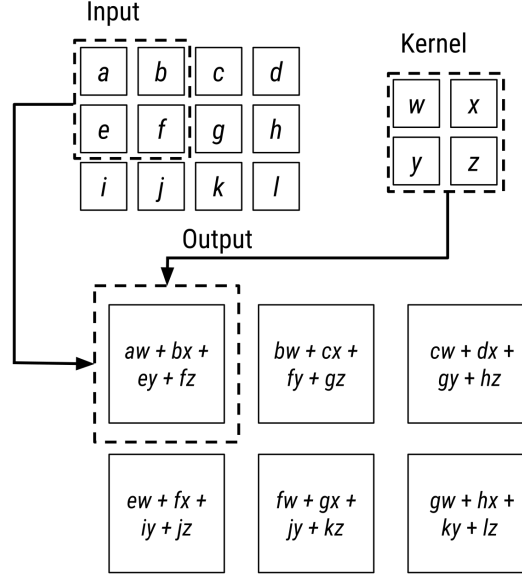 Input
a b c d
e f g h
i j k l
Kernel
w x
y z
Output
aw + bx +
ey + fz
bw + cx +
fy + gz
cw + dx +
gy + hz
ew + fx +
iy + jz
fw + gx +
jy + kz
gw + hx +
ky + lz